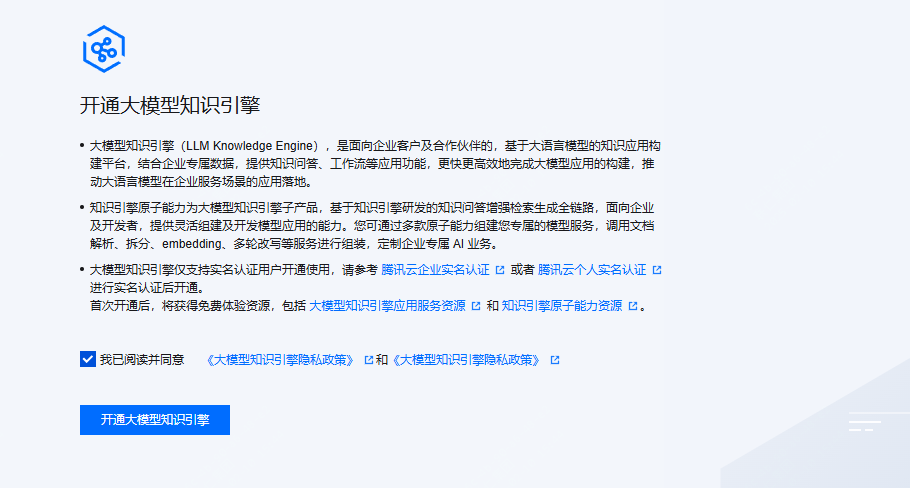 开通大模型知识引擎
大模型知识引擎（LLM Knowledge Engine），是面向企业客户及合作伙伴的，基于大语言模型的知识应用构
建平台，结合企业专属数据，提供知识问答、工作流等应用功能，更快更高效地完成大模型应用的构建，推
动大语言模型在企业服务场景的应用落地。
知识引擎原子能力为大模型知识引擎子产品，基于知识引擎研发的知识问答增强检索生成全链路，面向企业
及开发者，提供灵活组建及开发模型应用的能力。您可通过多款原子能力组建您专属的模型服务，调用文档
解析、拆分、embedding、多轮改写等服务进行组装，定制企业专属 AI 业务。
大模型知识引擎仅支持实名认证用户开通使用，请参考 腾讯云企业实名认证 或者 腾讯云个人实名认证
进行实名认证后开通。
首次开通后，将获得免费体验资源，包括 大模型知识引擎应用服务资源 和 知识引擎原子能力资源 。
我已阅读并同意 《大模型知识引擎隐私政策》 和《大模型知识引擎隐私政策》
开通大模型知识引擎